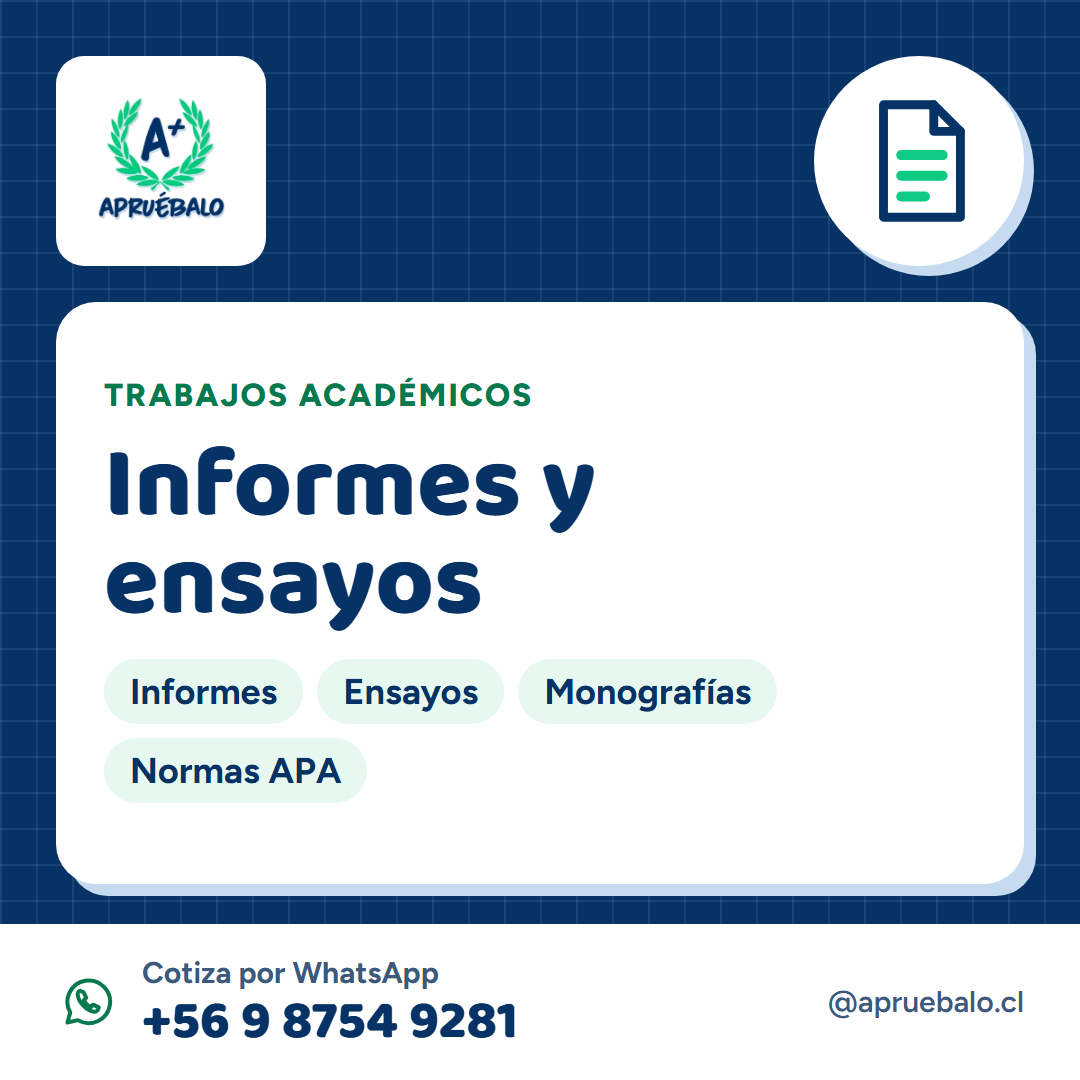 A+
APRUÉBALO
TRABAJOS ACADÉMICOS
Informes y
ensayos
Informes Ensayos Monografías
Normas APA
Cotiza por WhatsApp
+56 9 8754 9281
@apruebalo.cl